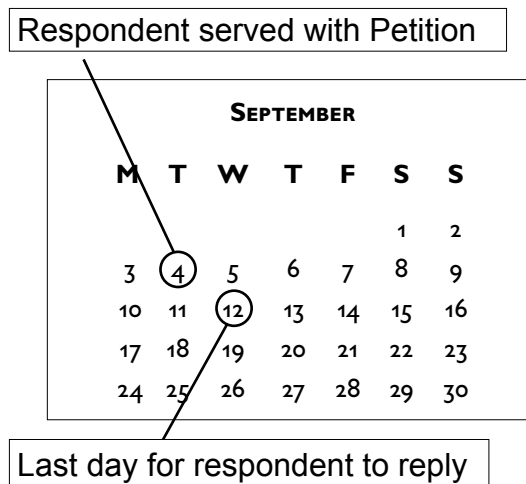 Respondent served with Petition
September
M T W T F S S
1 2
3 4 5 6 7 8 9
10 11 12 13 14 15 16
17 18 19 20 21 22 23
24 25 26 27 28 29 30
Last day for respondent to reply